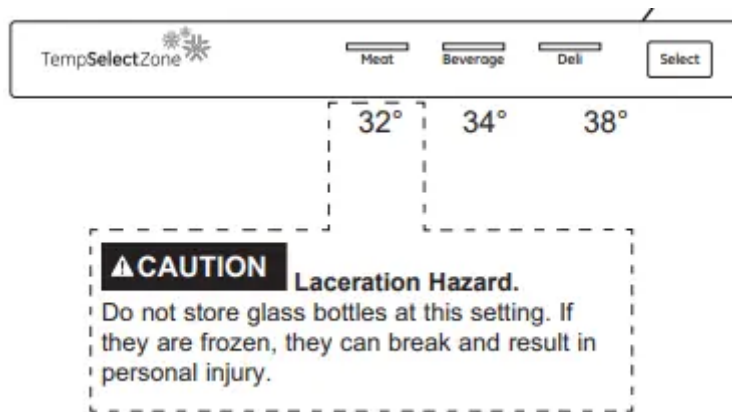 TempSelectZone Meat Beverage Deli Select
32° 34° 38°
⚠CAUTION Laceration Hazard.
Do not store glass bottles at this setting. If
they are frozen, they can break and result in
personal injury.